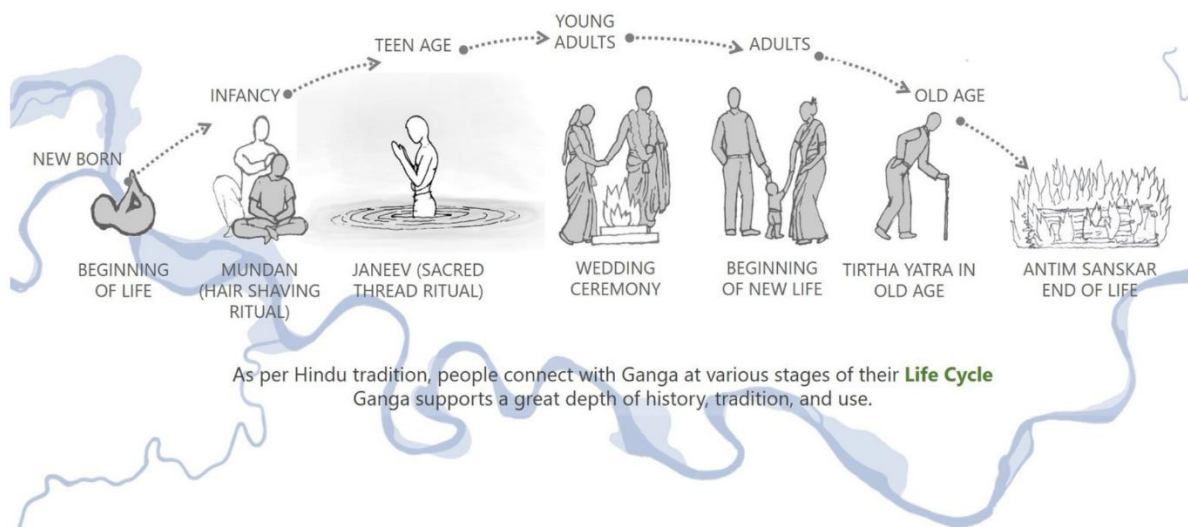 YOUNG
ADULTS
TEEN AGE
ADULTS
INFANCY
OLD AGE
NEW BORN
BEGINNING
OF LIFE
MUNDAN
(HAIR SHAVING
RITUAL)
JANEEV (SACRED
THREAD RITUAL)
WEDDING
CEREMONY
BEGINNING
OF NEW LIFE
TIRTHA YATRA IN
OLD AGE
ANTIM SANSKAR
END OF LIFE
As per Hindu tradition, people connect with Ganga at various stages of their Life Cycle
Ganga supports a great depth of history, tradition, and use.